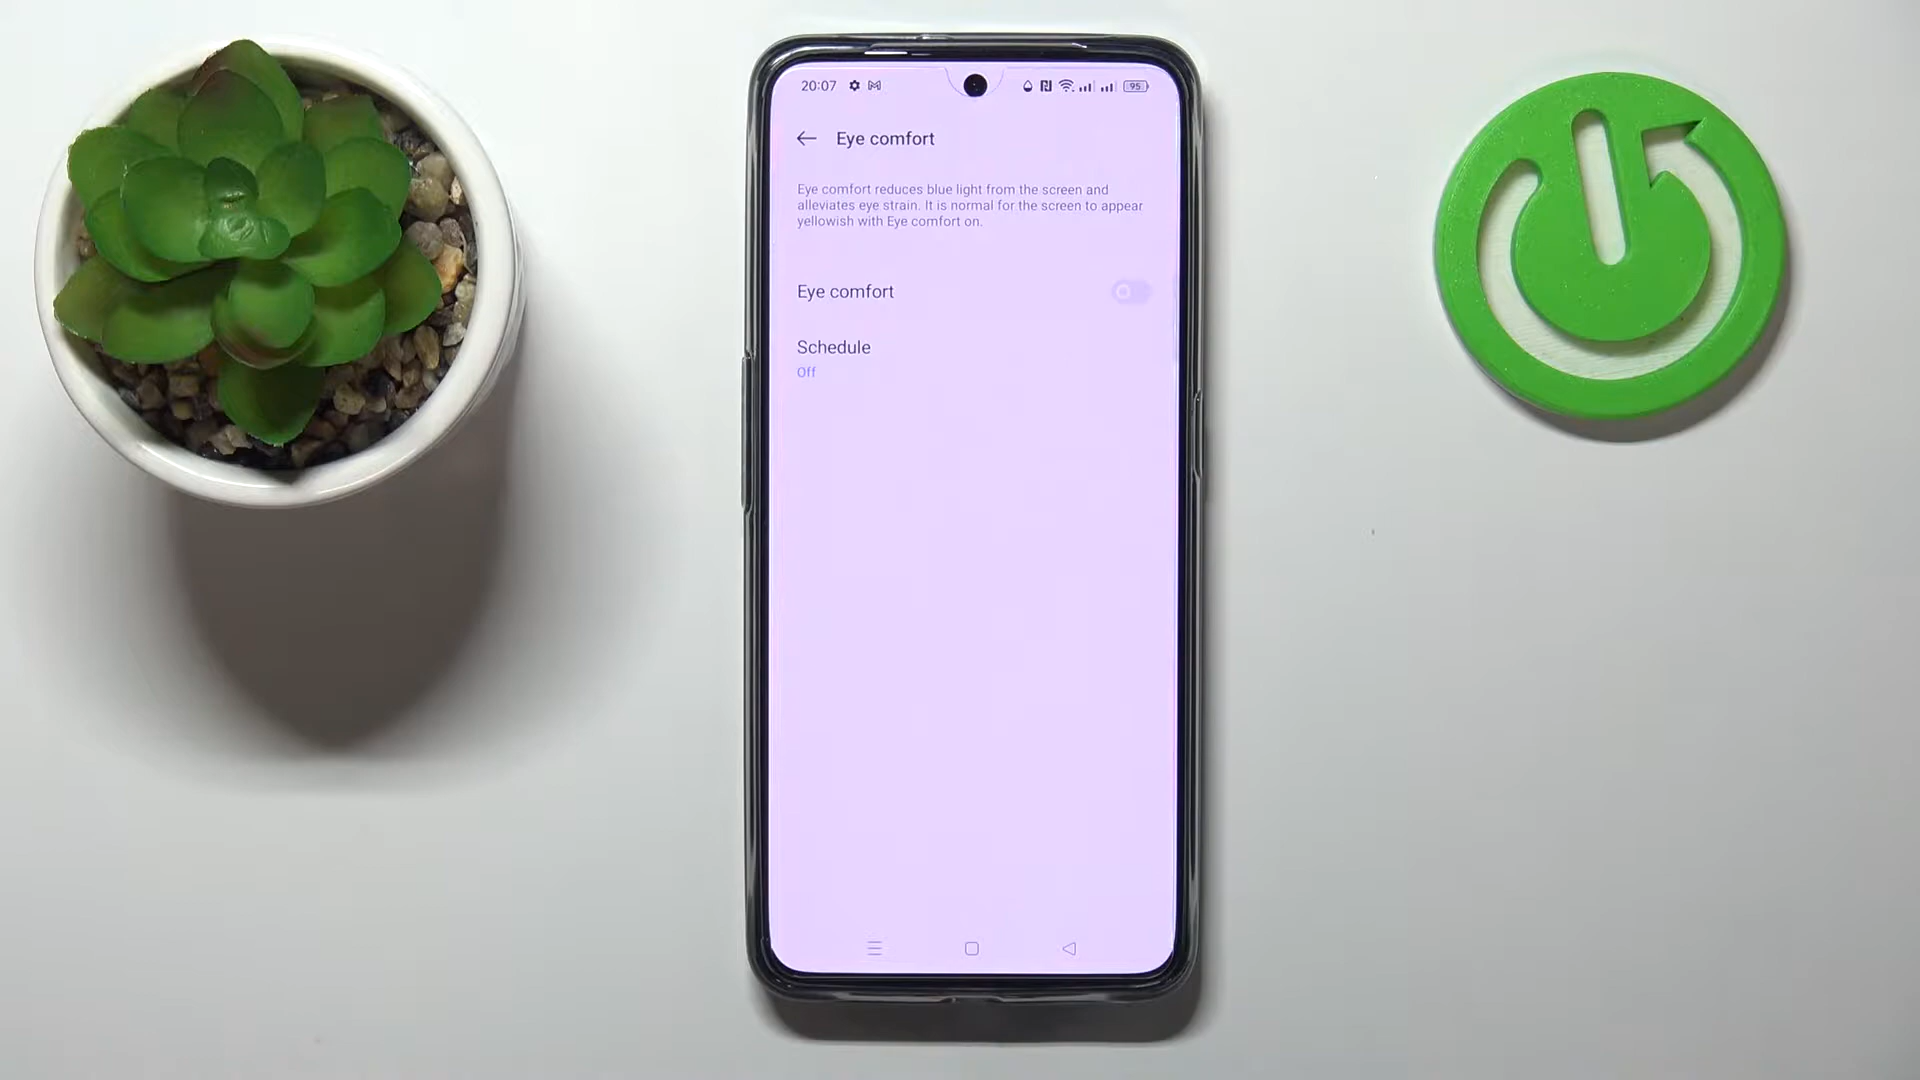 20:07
95
Eye comfort
Eye comfort reduces blue light from the screen and
alleviates eye strain. It is normal for the screen to appear
yellowish with Eye comfort on.
Eye comfort
Schedule
Off